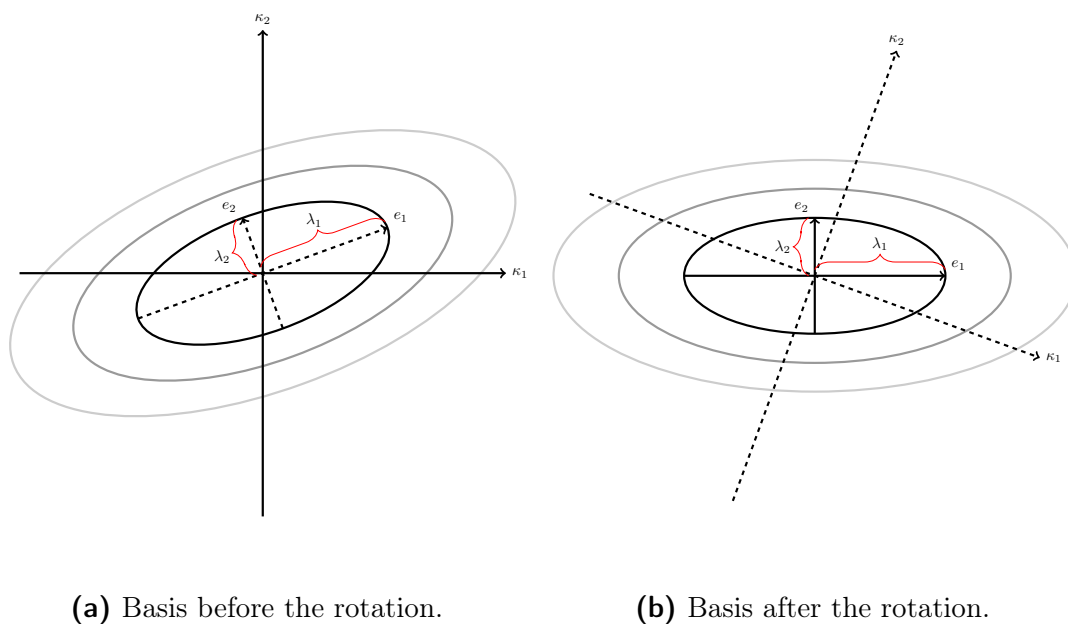 κ₂
e₂
λ₁
e₁
λ₂
κ₁
(a) Basis before the rotation.
κ₂
e₂
λ₂
λ₁
e₁
κ₁
(b) Basis after the rotation.